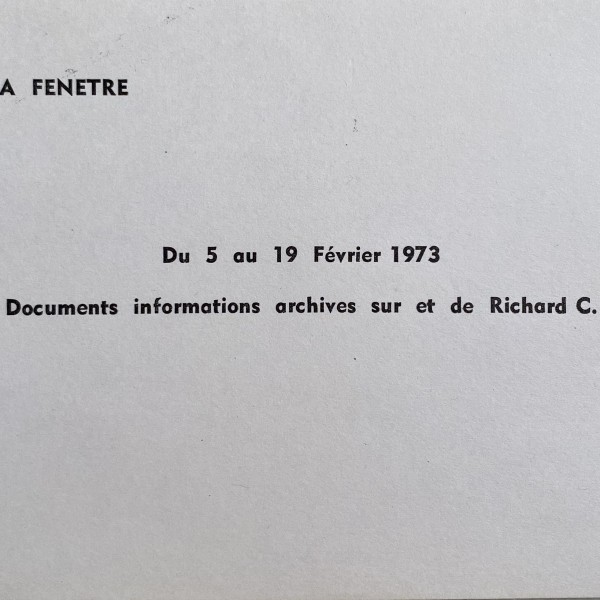 A FENETRE
Du 5 au 19 Février 1973
Documents informations archives sur et de Richard C.